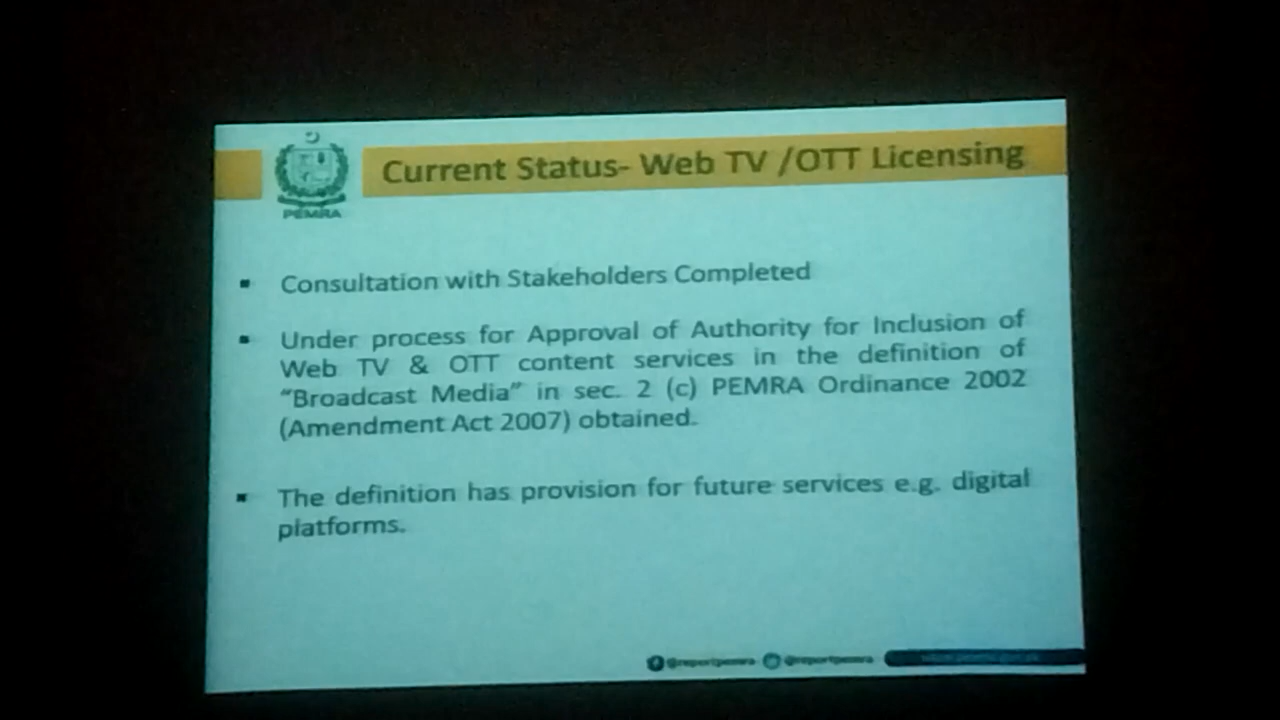 Current Status- Web TV /OTT Licensing
PEMRA
▪ Consultation with Stakeholders Completed
▪ Under process for Approval of Authority for Inclusion of
Web TV & OTT content services in the definition of
“Broadcast Media” in sec. 2 (c) PEMRA Ordinance 2002
(Amendment Act 2007) obtained.
▪ The definition has provision for future services e.g. digital
platforms.
@reportpemra @reportpemra